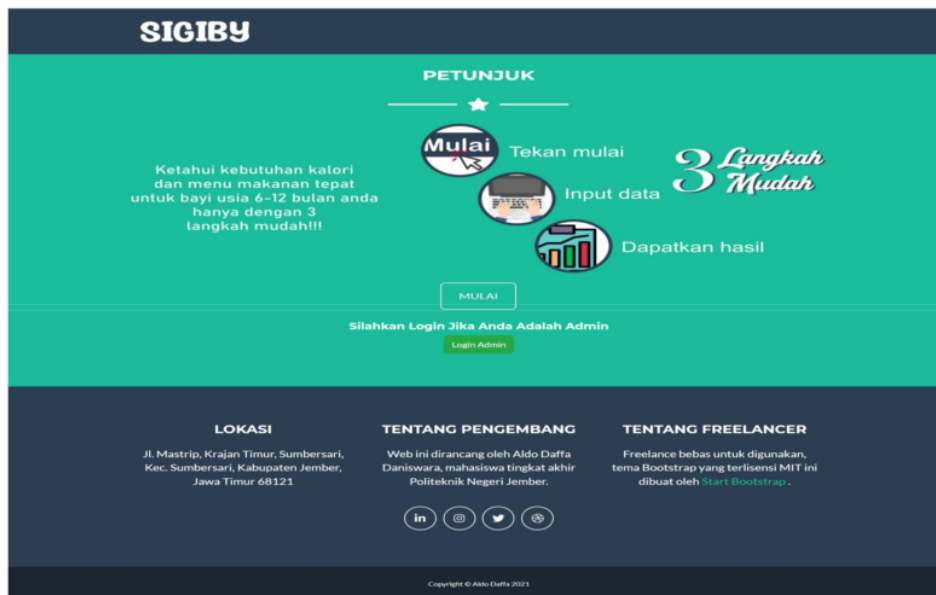 SIGIBY
PETUNJUK
Ketahui kebutuhan kalori
dan menu makanan tepat
untuk bayi usia 6-12 bulan anda
hanya dengan 3
langkah mudah!!!
Mulai
Tekan mulai
Input data
Dapatkan hasil
3 Langkah
Mudah
MULAI
Silahkan Login Jika Anda Adalah Admin
Login Admin
LOKASI
Jl. Mastrip, Krajan Timur, Sumbersari,
Kec. Sumbersari, Kabupaten Jember,
Jawa Timur 68121
TENTANG PENGEMBANG
Web ini dirancang oleh Aldo Daffa
Daniswara, mahasiswa tingkat akhir
Politeknik Negeri Jember.
TENTANG FREELANCER
Freelance bebas untuk digunakan,
tema Bootstrap yang terlisensi MIT ini
dibuat oleh Start Bootstrap .
in
Copyright © Aldo Daffa 2021